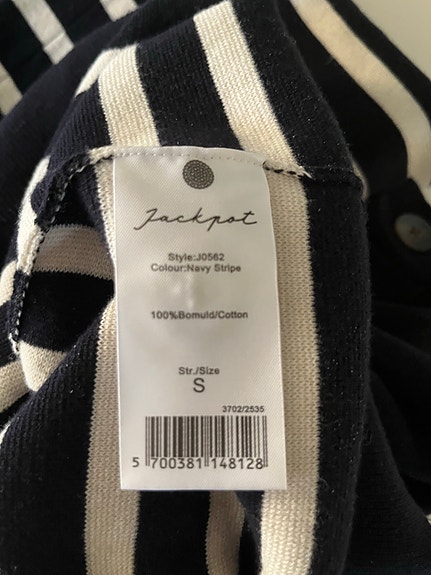 Jackpot
Style:J0562
Colour:Navy Stripe
100%Bomuld/Cotton
Str./Size
S
3702/2535
5 700381 148128